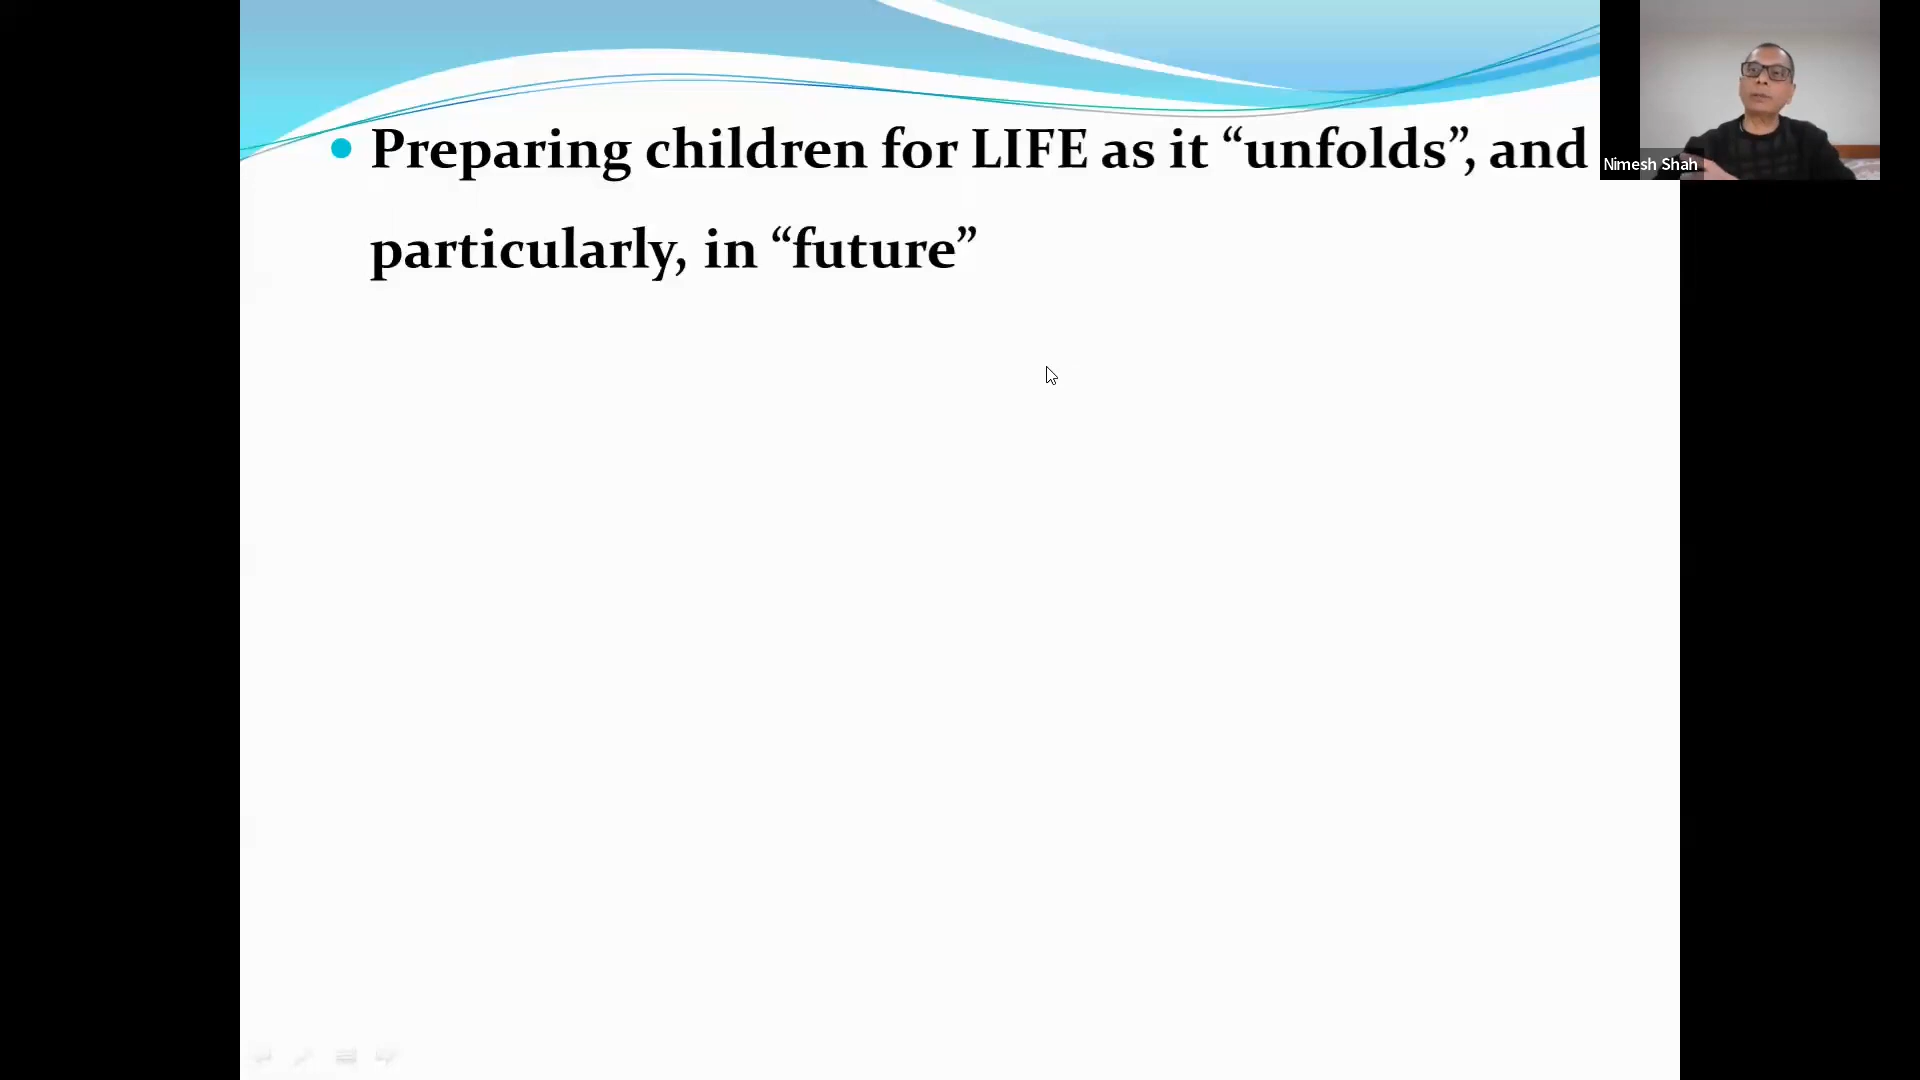 Preparing children for LIFE as it “unfolds”, and
particularly, in “future”
Nimesh Shah